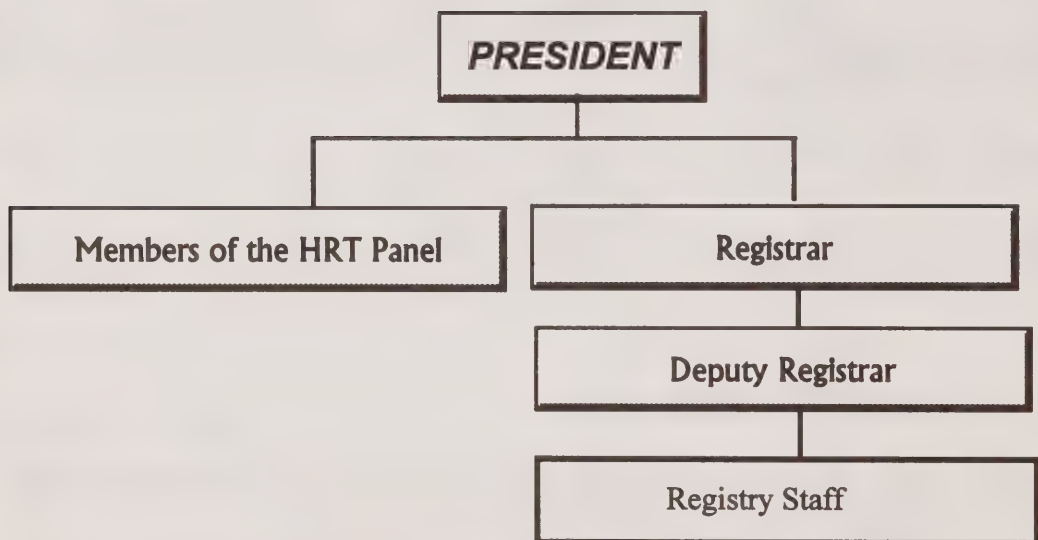 PRESIDENT
Members of the HRT Panel
Registrar
Deputy Registrar
Registry Staff